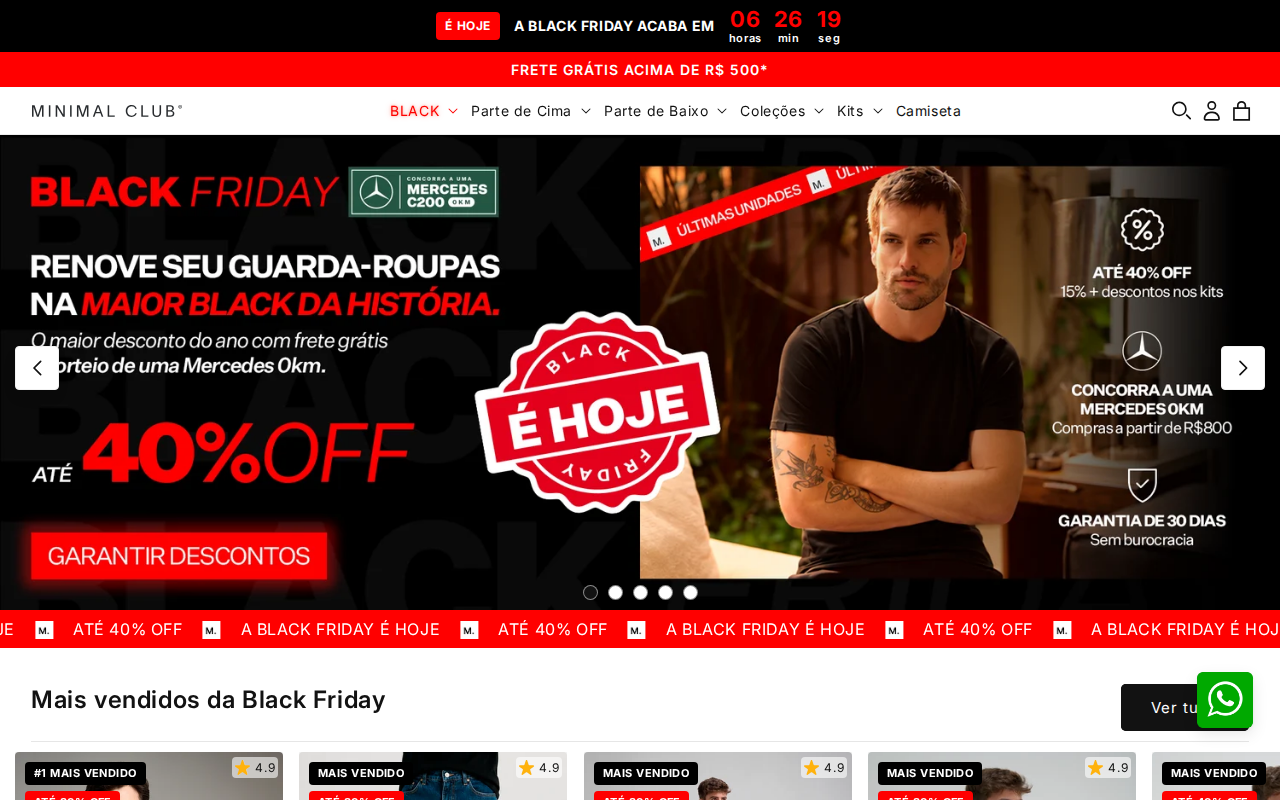 É HOJE
A BLACK FRIDAY ACABA EM
06 26 19
horas min seg
FRETE GRÁTIS ACIMA DE R$ 500*
MINIMAL CLUB®
BLACK Parte de Cima Parte de Baixo Coleções Kits Camiseta
BLACK FRIDAY
CONCORRA A UMA
MERCEDES
C200 0KM
RENOVE SEU GUARDA-ROUPAS
NA MAIOR BLACK DA HISTÓRIA.
O maior desconto do ano com frete grátis
orteio de uma Mercedes 0km.
ATÉ 40% OFF
GARANTIR DESCONTOS
BLACK
É HOJE
FRIDAY
M. ÚLTIMAS UNIDADES M.
ATÉ 40% OFF
15% + descontos nos kits
CONCORRA A UMA
MERCEDES 0KM
Compras a partir de R$800
GARANTIA DE 30 DIAS
Sem burocracia
JE M. ATÉ 40% OFF M. A BLACK FRIDAY É HOJE M. ATÉ 40% OFF M. A BLACK FRIDAY É HOJE M. ATÉ 40% OFF M. A BLACK FRIDAY É HOJ
Mais vendidos da Black Friday
Ver tu
#1 MAIS VENDIDO 4.9
MAIS VENDIDO 4.9
MAIS VENDIDO 4.9
MAIS VENDIDO 4.9
MAIS VENDIDO